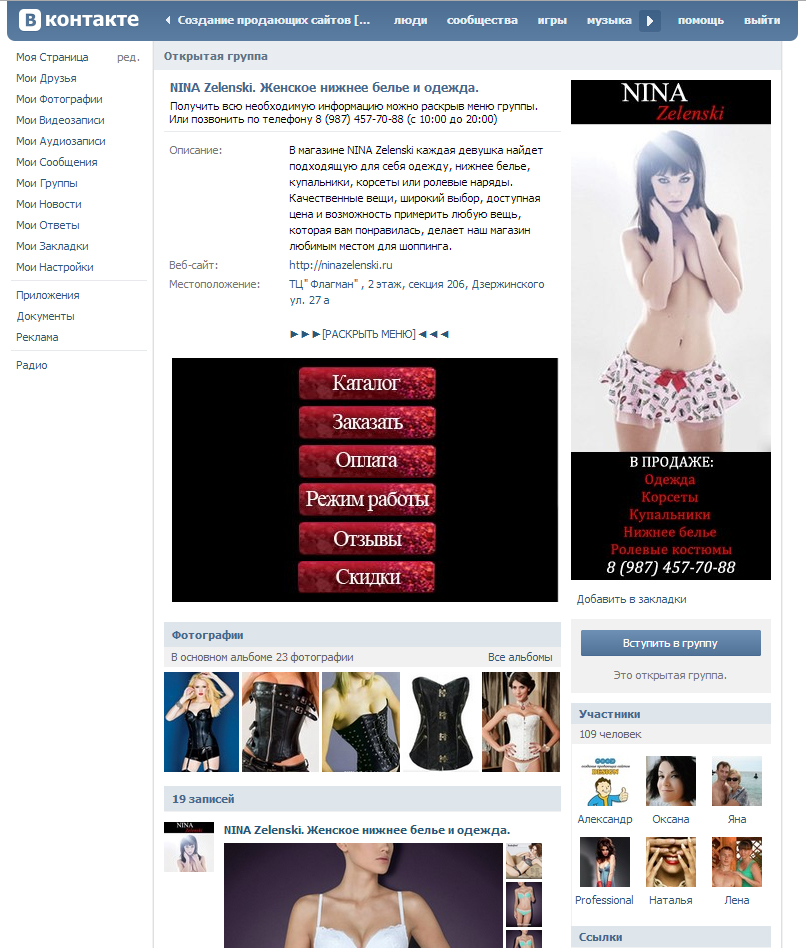 В контакте
Создание продающих сайтов [...
люди
сообщества
игры
музыка
помощь
выйти
Моя Страница
ред.
Мои Друзья
Мои Фотографии
Мои Видеозаписи
Мои Аудиозаписи
Мои Сообщения
Мои Группы
Мои Новости
Мои Ответы
Мои Закладки
Мои Настройки
Приложения
Документы
Реклама
Радио
Открытая группа
NINA Zelenski. Женское нижнее белье и одежда.
Получить всю необходимую информацию можно раскрыв меню группы.
Или позвонить по телефону 8 (987) 457-70-88 (с 10:00 до 20:00)
Описание:
В магазине NINA Zelenski каждая девушка найдет
подходящую для себя одежду, нижнее белье,
купальники, корсеты или ролевые наряды.
Качественные вещи, широкий выбор, доступная
цена и возможность примерить любую вещь,
которая вам понравилась, делает наш магазин
любимым местом для шоппинга.
Веб-сайт:
http://ninazelenski.ru
Местоположение:
ТЦ" Флагман" , 2 этаж, секция 206, Дзержинского
ул. 27 а
►►►[РАСКРЫТЬ МЕНЮ]◄◄◄
Каталог
Заказать
Оплата
Режим работы
Отзывы
Скидки
Фотографии
В основном альбоме 23 фотографии
Все альбомы
19 записей
NINA
Zelenski
NINA Zelenski. Женское нижнее белье и одежда.
NINA
Zelenski
В ПРОДАЖЕ:
Одежда
Корсеты
Купальники
Нижнее белье
Ролевые костюмы
8 (987) 457-70-88
Добавить в закладки
Вступить в группу
Это открытая группа.
Участники
109 человек
DESIGN
Александр
Оксана
Яна
Professional
Наталья
Лена
Ссылки